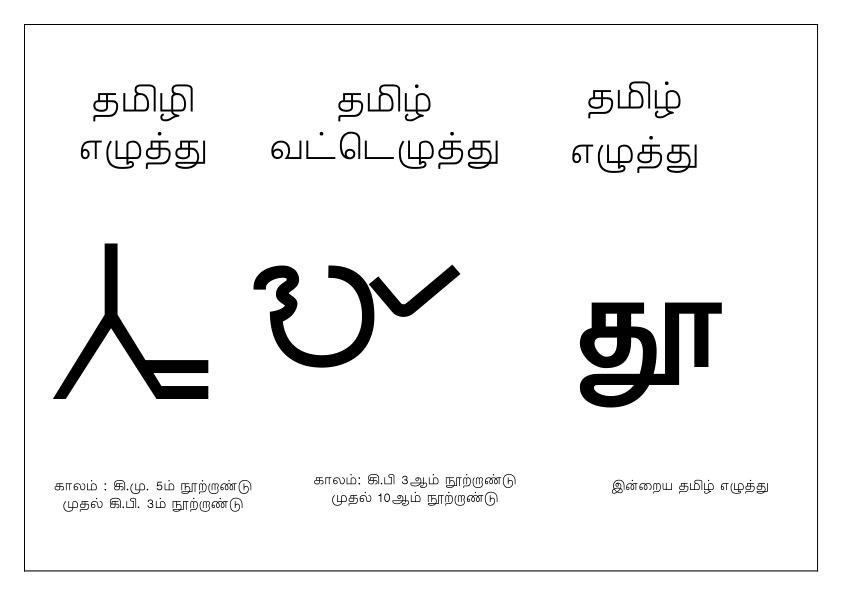 தமிழி
எழுத்து
தமிழ்
வட்டெழுத்து
தமிழ்
எழுத்து
தூ
காலம் : கி.மு. 5ம் நூற்றாண்டு
முதல் கி.பி. 3ம் நூற்றாண்டு
காலம்: கி.பி 3ஆம் நூற்றாண்டு
முதல் 10ஆம் நூற்றாண்டு
இன்றைய தமிழ் எழுத்து